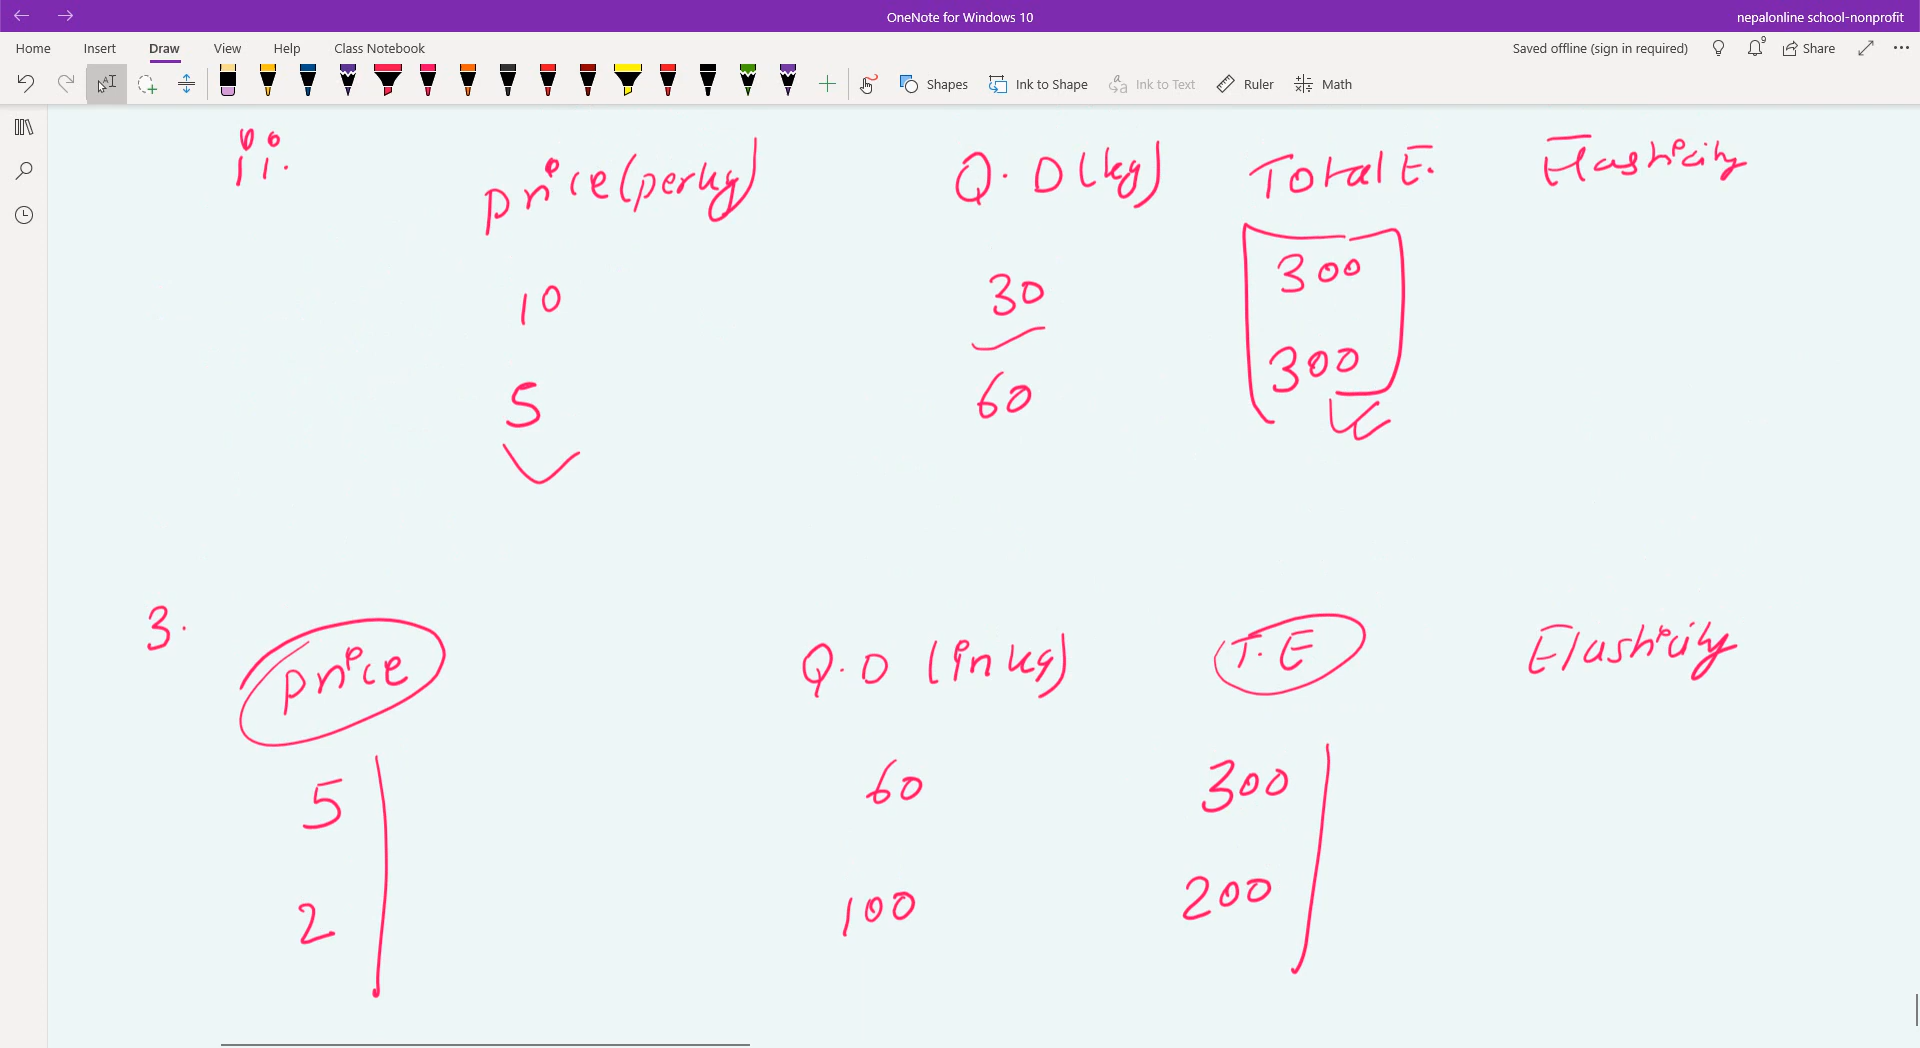 OneNote for Windows 10 nepalonline school-nonprofit
Home Insert Draw View Help Class Notebook Saved offline (sign in required) 9 Share
Shapes Ink to Shape Ink to Text Ruler Math
ii. price (per kg) Q. D (kg) Total E. Elasticity
10 30 300
5 60 300
3. price Q. D (in kg) T. E Elasticity
5 60 300
2 100 200